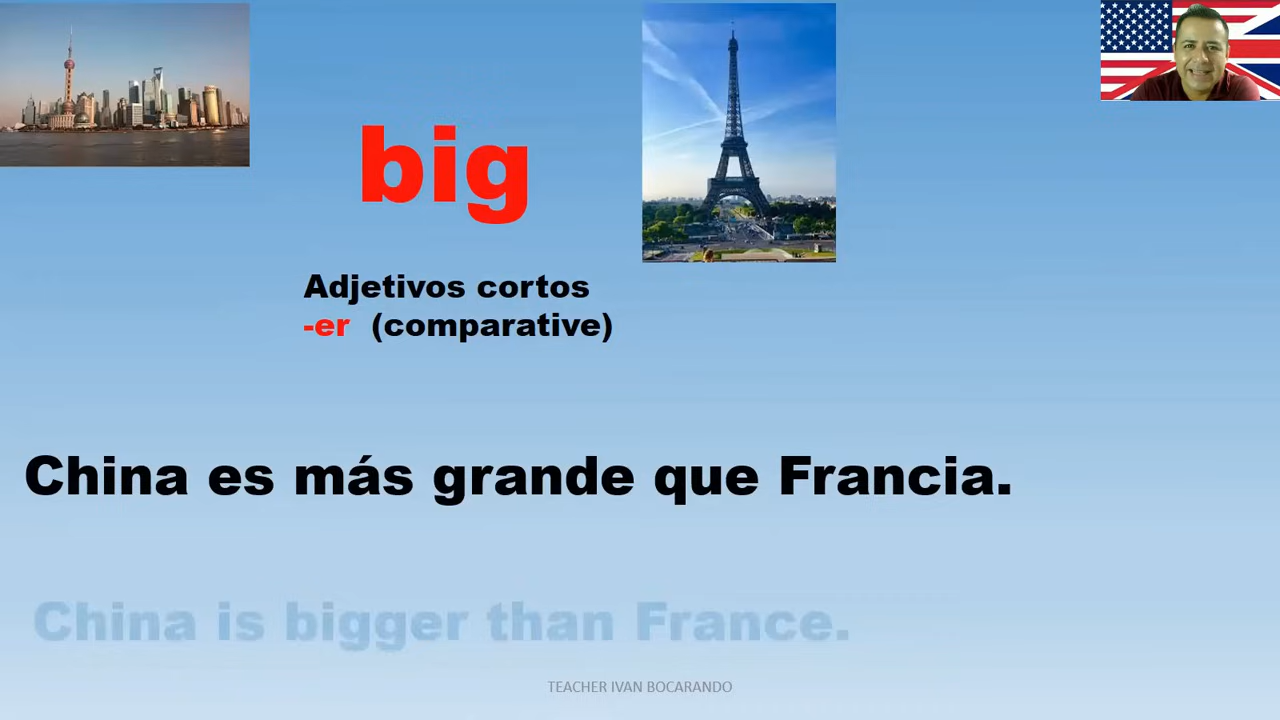 big
Adjetivos cortos
-er (comparative)
China es más grande que Francia.
China is bigger than France.
TEACHER IVAN BOCARANDO